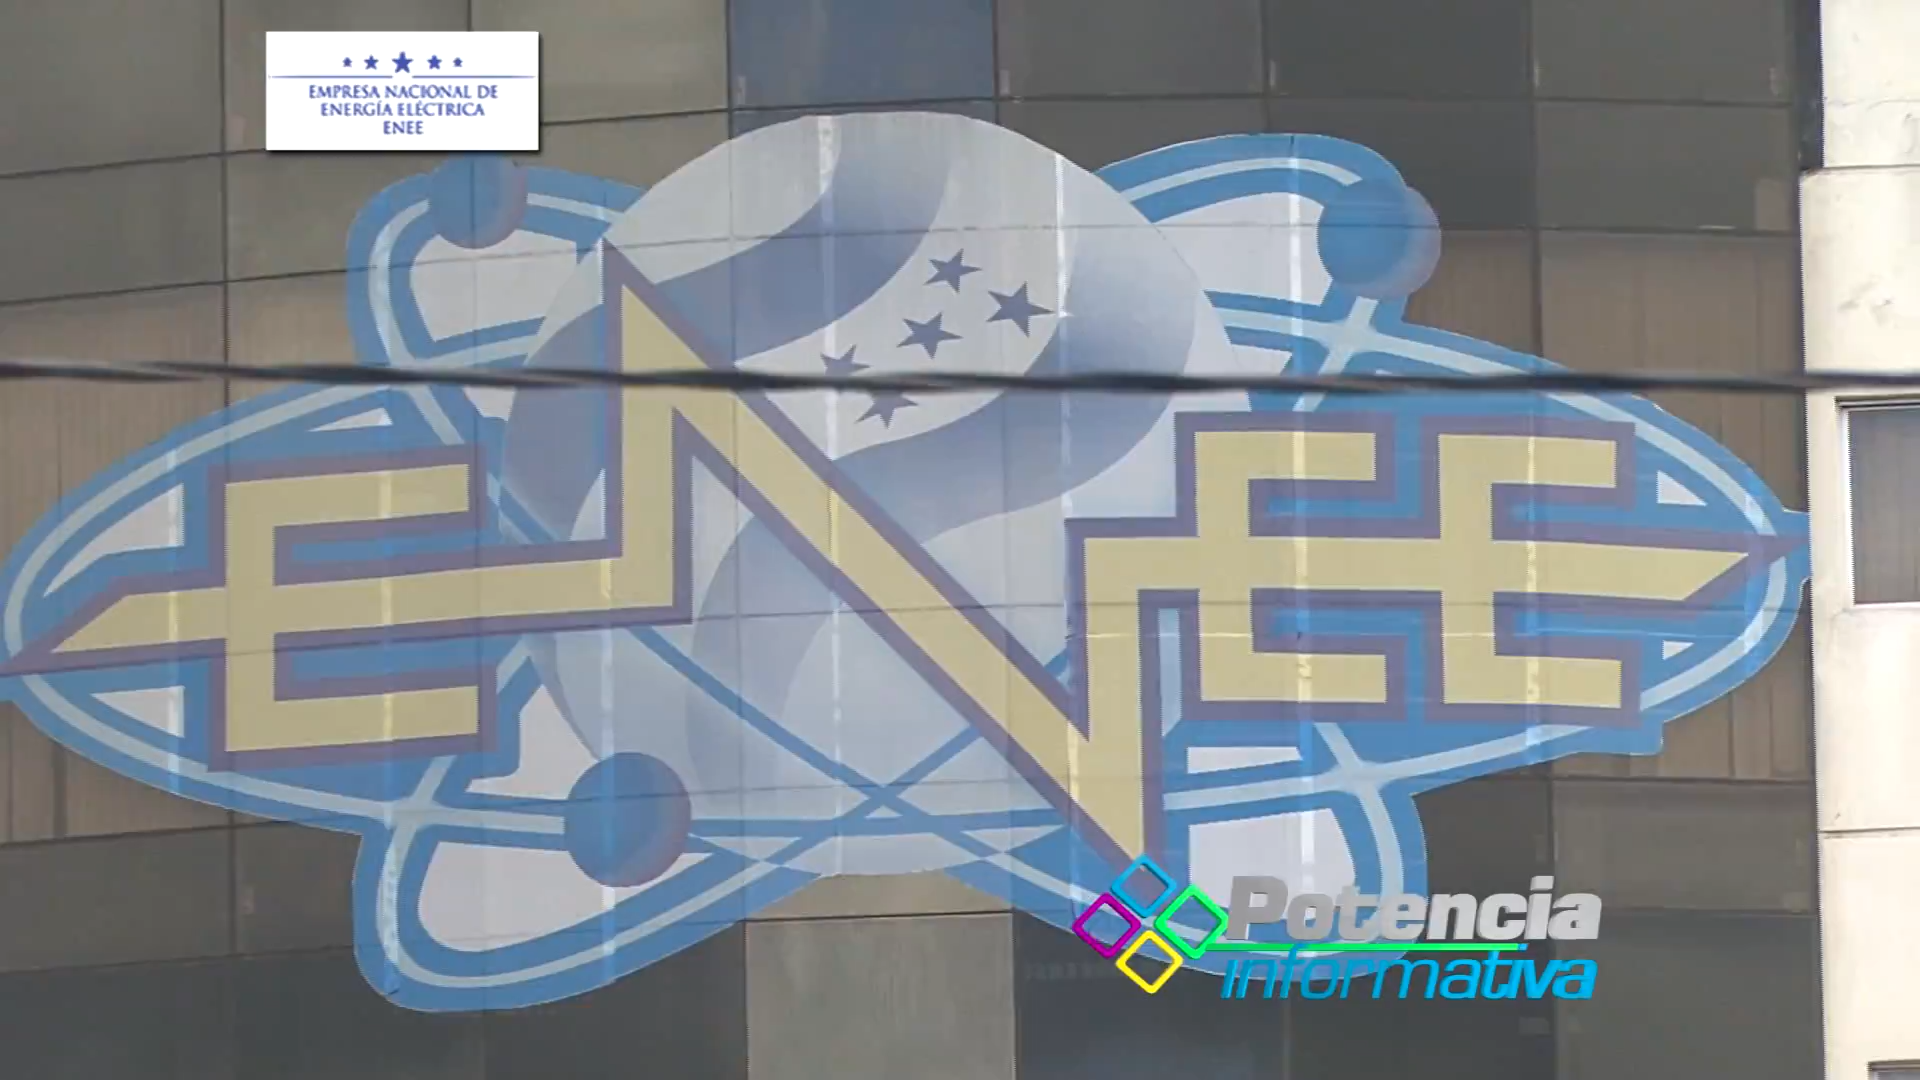 EMPRESA NACIONAL DE
ENERGÍA ELÉCTRICA
ENEE
ENEE
Potencia
informativa